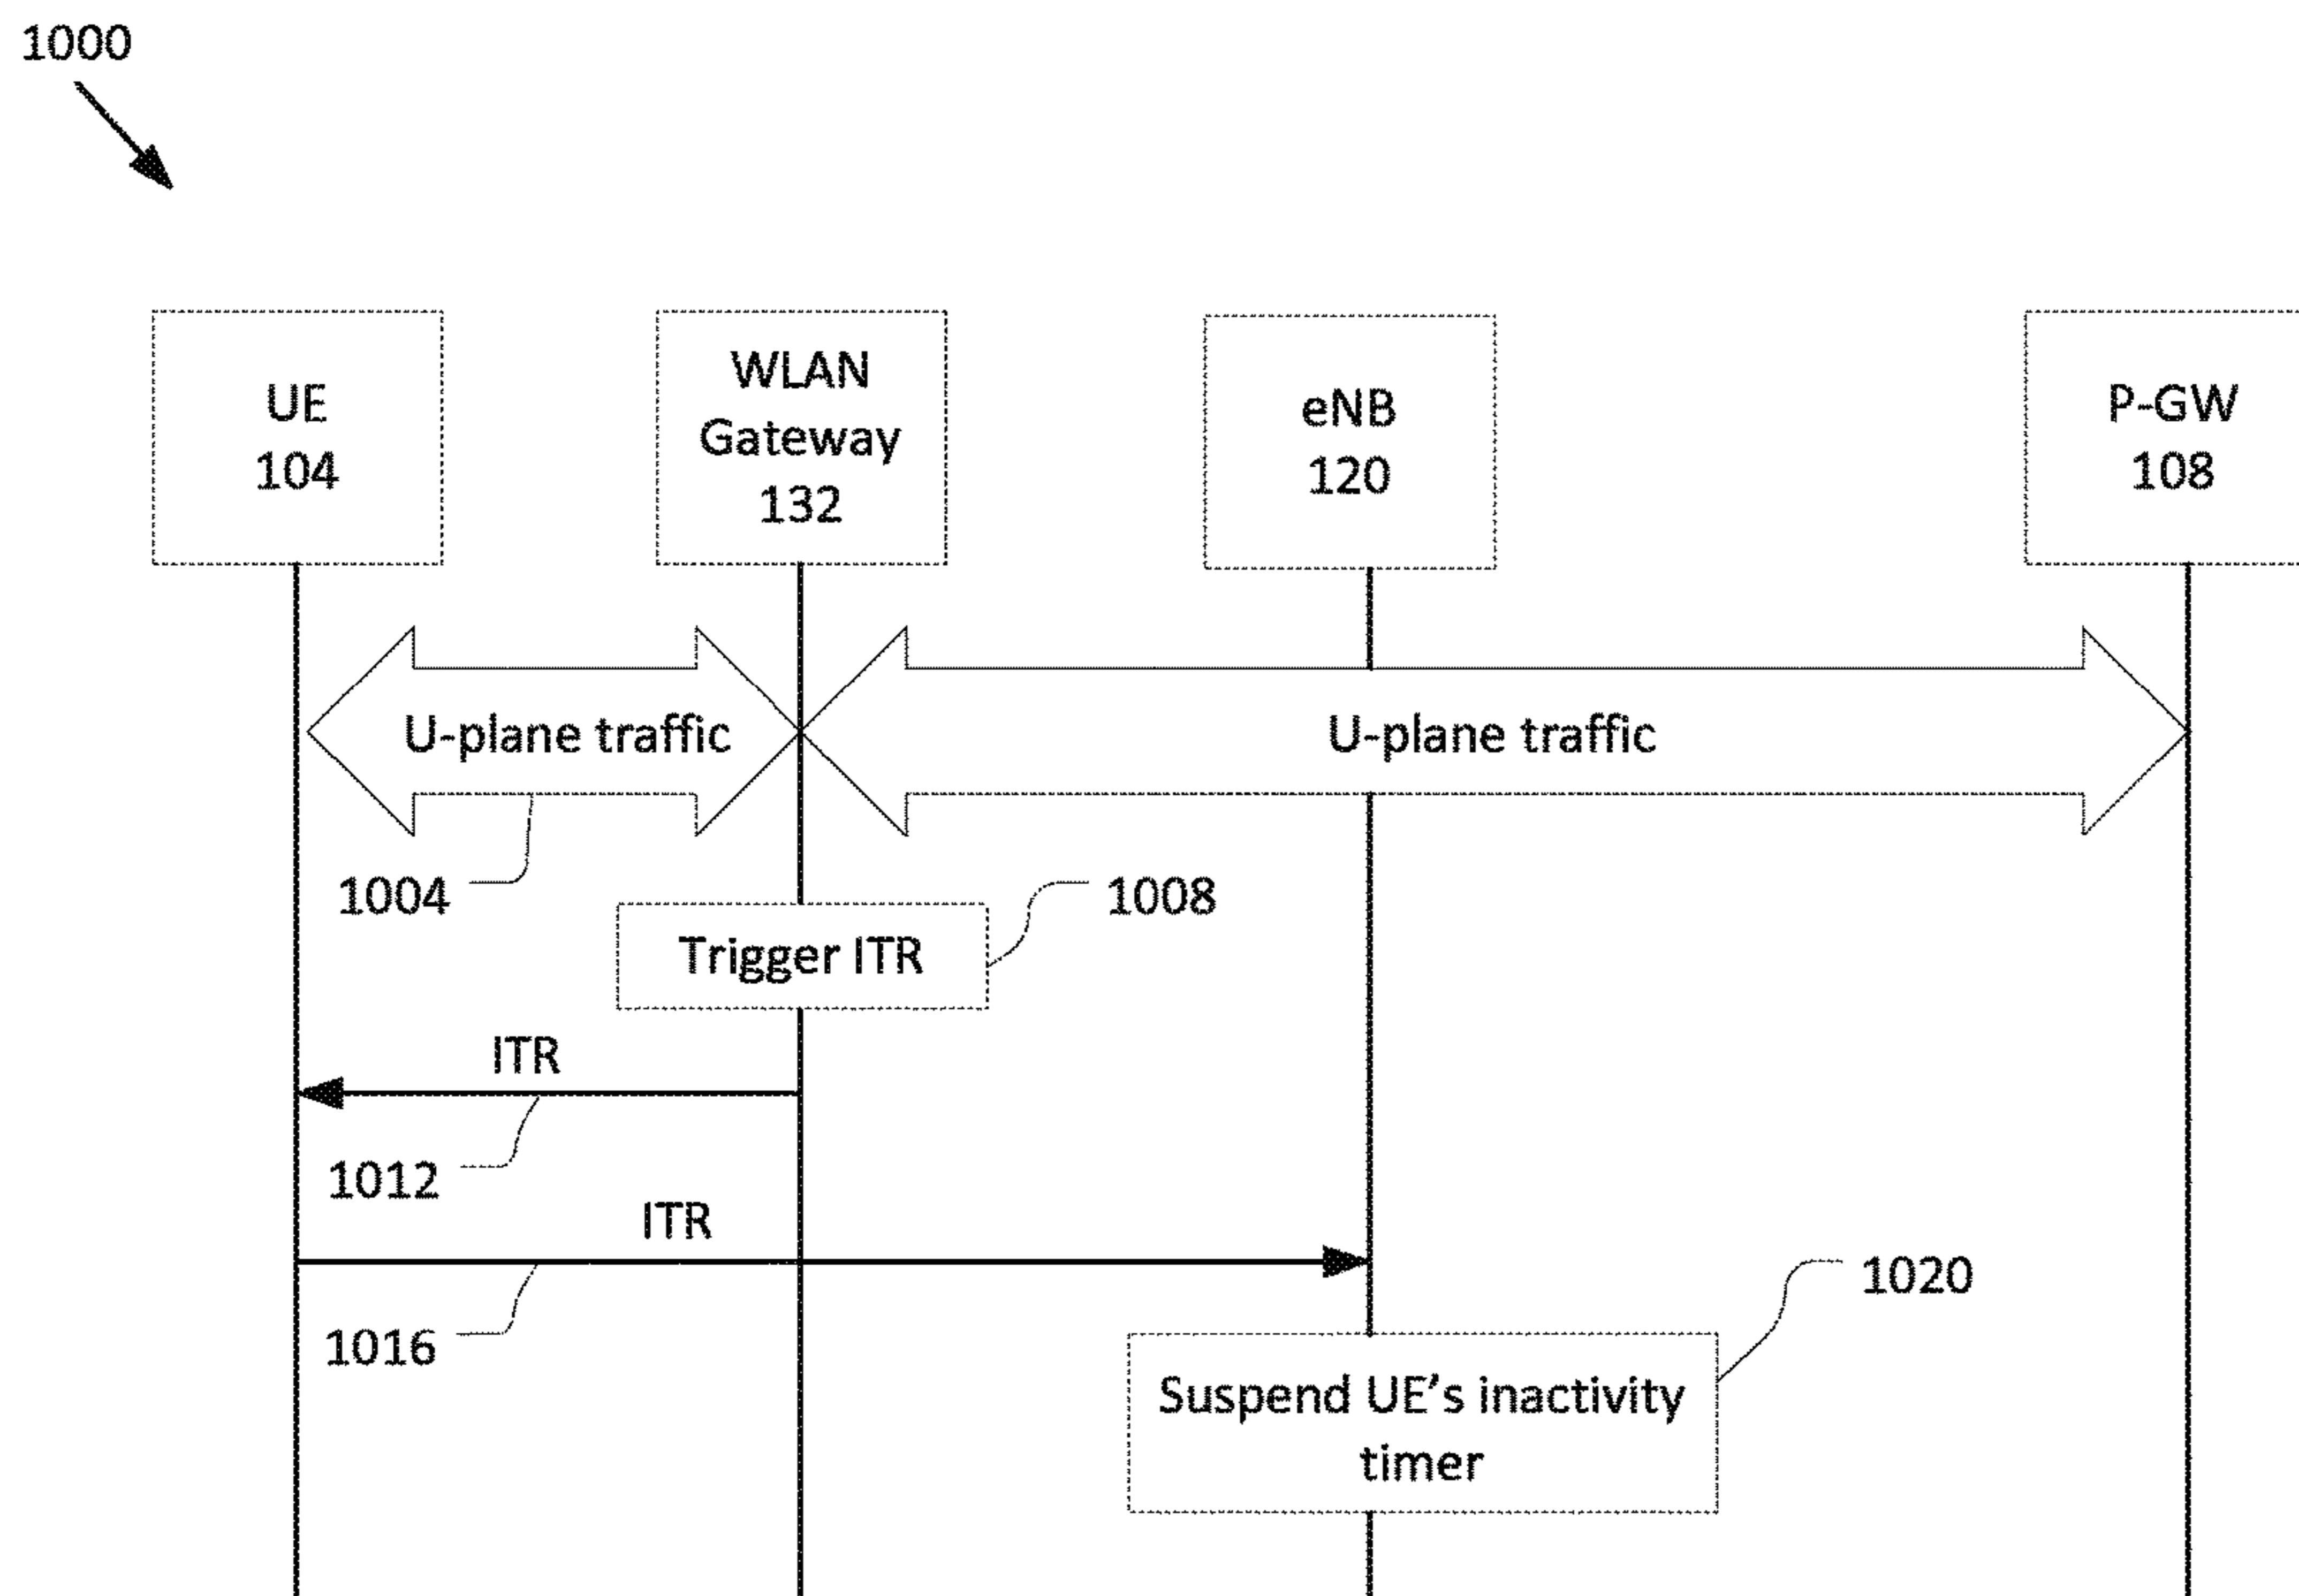 1000
UE
104
WLAN
Gateway
132
eNB
120
P-GW
108
U-plane traffic
U-plane traffic
1004
1008
Trigger ITR
ITR
1012
ITR
1016
1020
Suspend UE's inactivity
timer